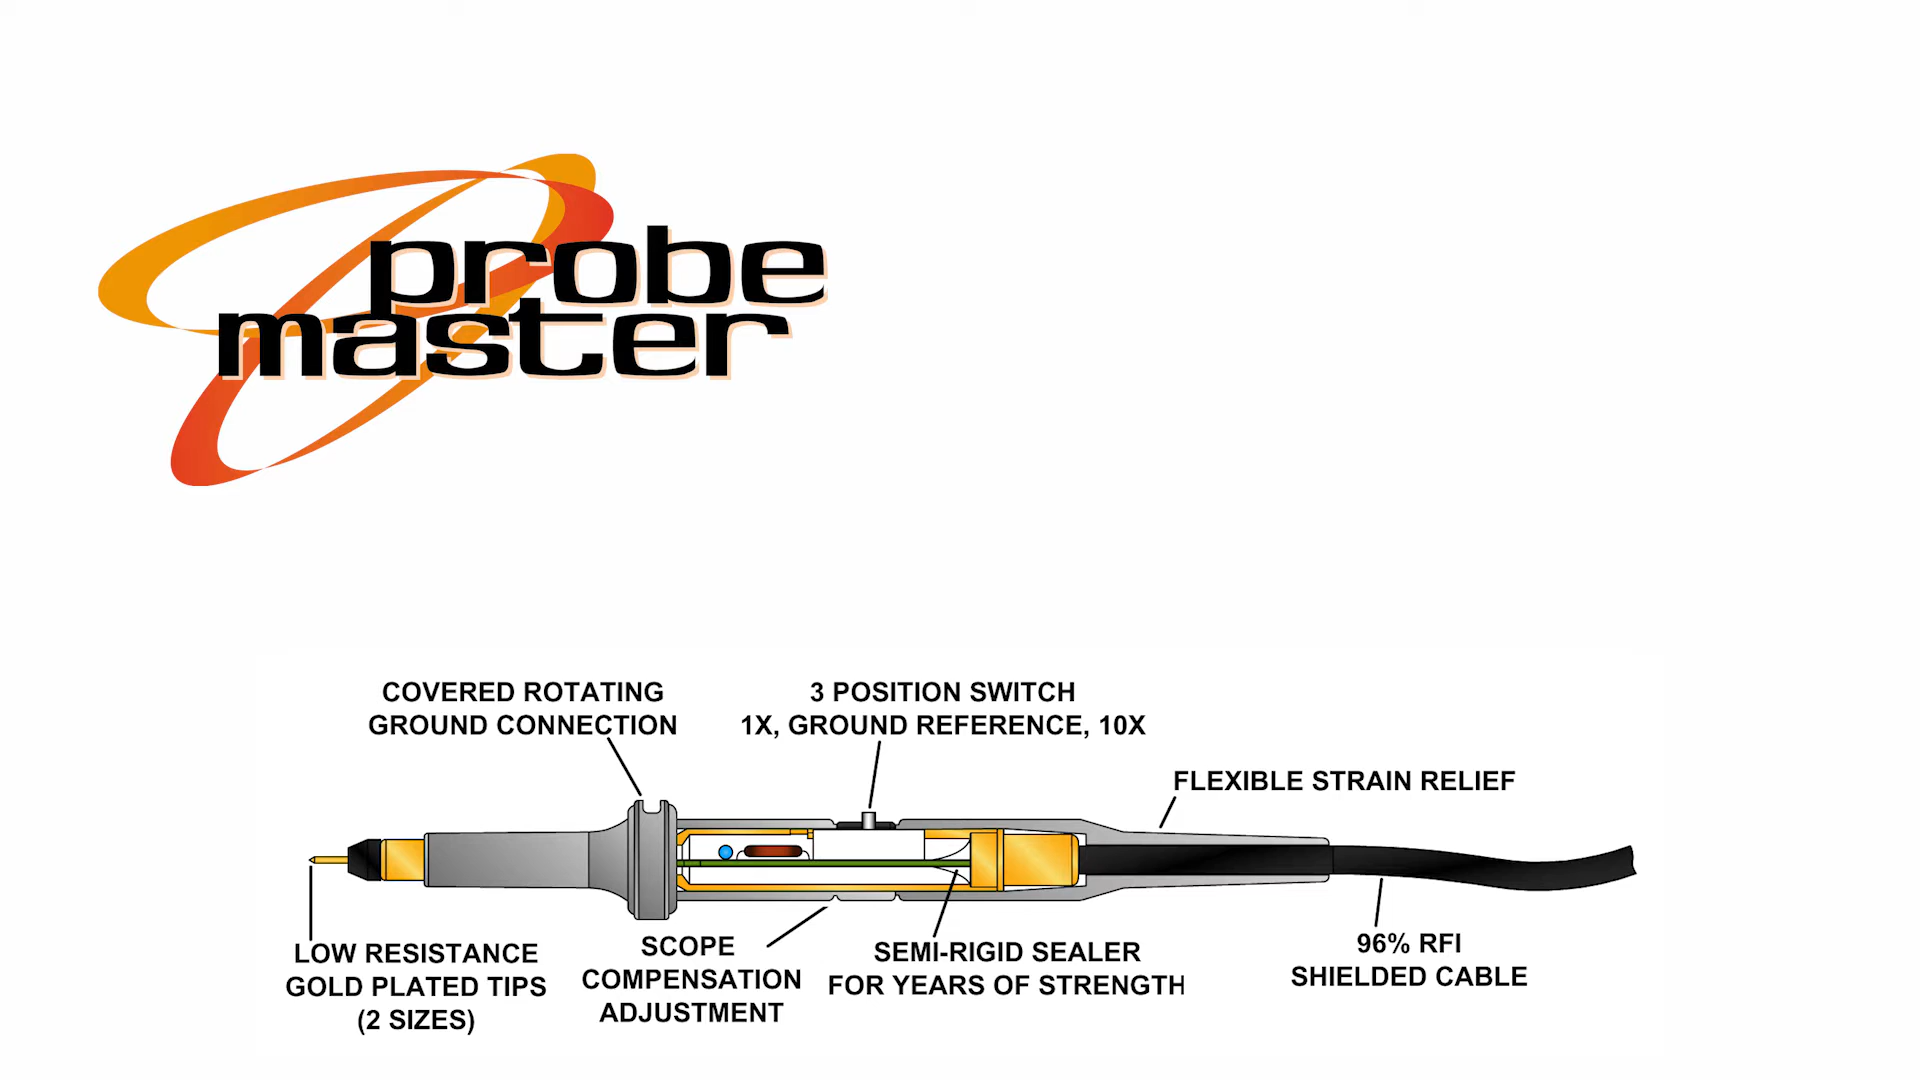 probe
master
COVERED ROTATING
GROUND CONNECTION
3 POSITION SWITCH
1X, GROUND REFERENCE, 10X
FLEXIBLE STRAIN RELIEF
LOW RESISTANCE
GOLD PLATED TIPS
(2 SIZES)
SCOPE
COMPENSATION
ADJUSTMENT
SEMI-RIGID SEALER
FOR YEARS OF STRENGTH
96% RFI
SHIELDED CABLE